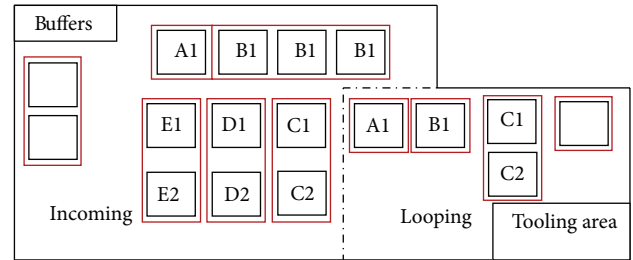 Buffers
A1 B1 B1 B1
E1 D1 C1
E2 D2 C2
Incoming
A1 B1 C1
C2
Looping
Tooling area